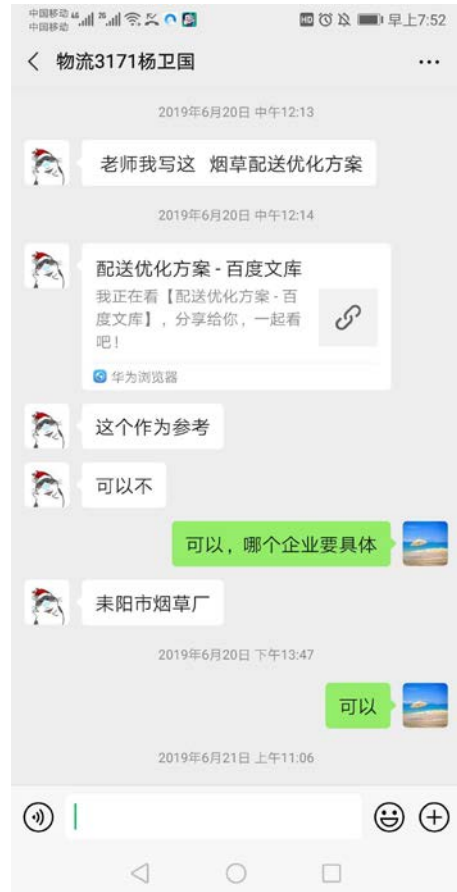 中国移动
中国移动
46
26
HD
早上7:52
物流3171杨卫国
2019年6月20日 中午12:13
老师我写这 烟草配送优化方案
2019年6月20日 中午12:14
配送优化方案 - 百度文库
我正在看【配送优化方案 - 百
度文库】，分享给你，一起看
吧！
华为浏览器
这个作为参考
可以不
可以，哪个企业要具体
耒阳市烟草厂
2019年6月20日 下午13:47
可以
2019年6月21日 上午11:06